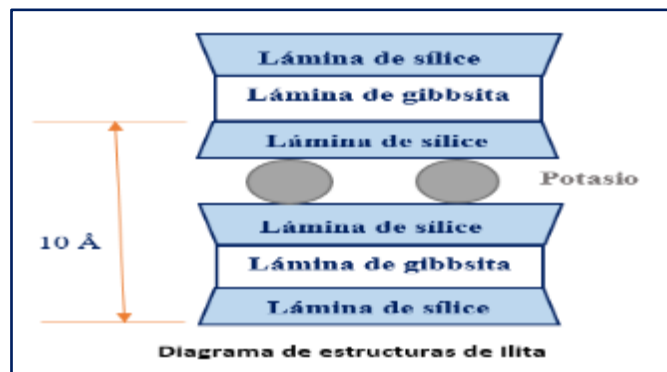 Lámina de sílice
Lámina de gibbsita
Lámina de sílice
Potasio
Lámina de sílice
10 Å
Lámina de gibbsita
Lámina de sílice
Diagrama de estructuras de Ilita